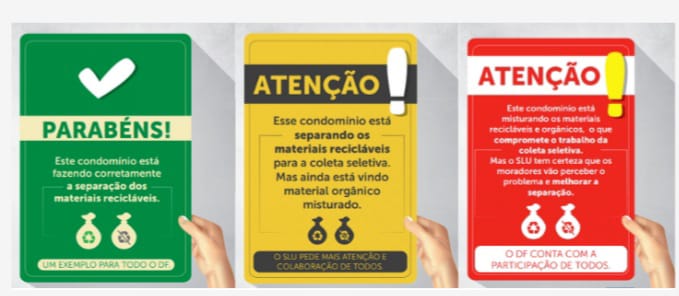 PARABÉNS!
Este condomínio está
fazendo corretamente
a separação dos
materiais recicláveis.
UM EXEMPLO PARA TODO O DF.
ATENÇÃO
Esse condomínio está
separando os
materiais recicláveis
para a coleta seletiva.
Mas ainda está vindo
material orgânico
misturado.
O SLU PEDE MAIS ATENÇÃO E
COLABORAÇÃO DE TODOS.
ATENÇÃO
Este condomínio está
misturando os materiais
recicláveis e orgânicos, o que
compromete o trabalho da
coleta seletiva.
Mas o SLU tem certeza que os
moradores vão perceber o
problema e melhorar a
separação.
O DF CONTA COM A
PARTICIPAÇÃO DE TODOS.